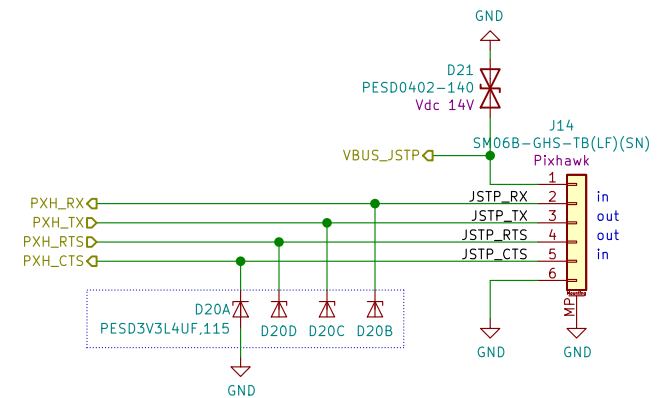 GND
D21
PESD0402-140
Vdc 14V
J14
SM06B-GHS-TB(LF)(SN)
Pixhawk
VBUS_JSTP
1
PXH_RX
JSTP_RX
2
in
PXH_TX
JSTP_TX
3
out
PXH_RTS
JSTP_RTS
4
out
PXH_CTS
JSTP_CTS
5
in
6
MP
D20A
PESD3V3L4UF,115
D20D
D20C
D20B
GND
GND
GND